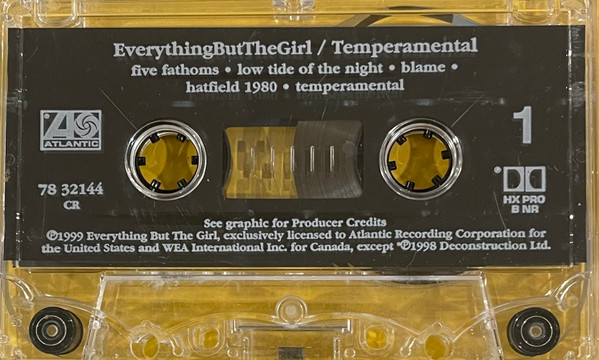 EverythingButTheGirl / Temperamental
five fathoms • low tide of the night • blame •
hatfield 1980 • temperamental
ATLANTIC
1
78 32144
CR
HX PRO
B NR
See graphic for Producer Credits
℗1999 Everything But The Girl, exclusively licensed to Atlantic Recording Corporation for
the United States and WEA International Inc. for Canada, except *℗1998 Deconstruction Ltd.